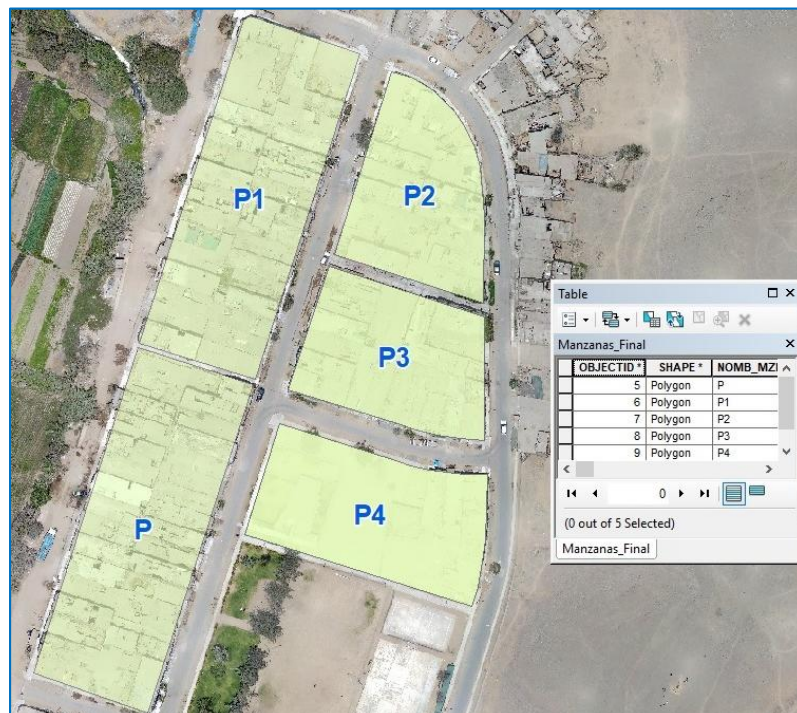 P1
P2
P3
P
P4
Table
Manzanas_Final
OBJECTID * SHAPE * NOMB_MZ
5 Polygon P
6 Polygon P1
7 Polygon P2
8 Polygon P3
9 Polygon P4
0
(0 out of 5 Selected)
Manzanas_Final